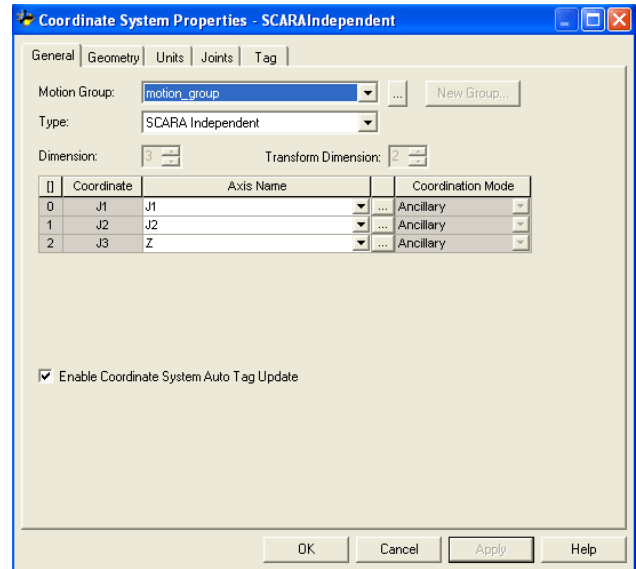 Coordinate System Properties - SCARAIndependent
General Geometry Units Joints Tag
Motion Group: motion_group ... New Group...
Type: SCARA Independent
Dimension: 3 Transform Dimension: 2
[] Coordinate Axis Name Coordination Mode
0 J1 J1 ... Ancillary
1 J2 J2 ... Ancillary
2 J3 Z ... Ancillary
Enable Coordinate System Auto Tag Update
OK Cancel Apply Help